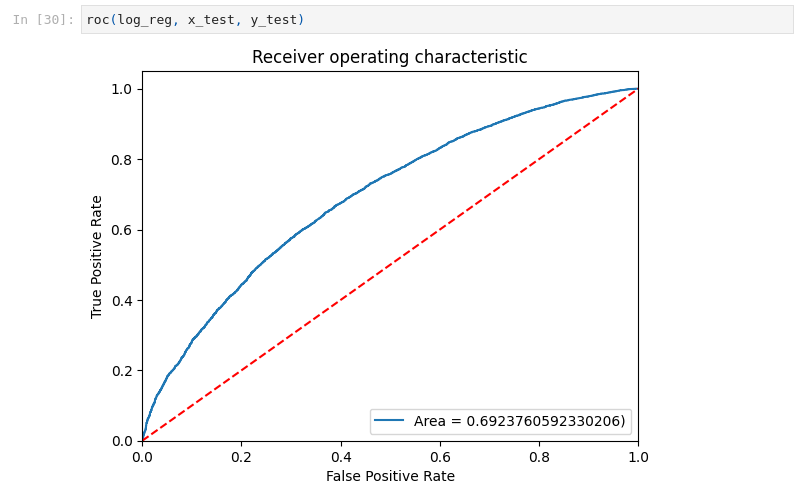 In [30]: roc(log_reg, x_test, y_test)
Receiver operating characteristic
True Positive Rate
1.0
0.8
0.6
0.4
0.2
0.0
Area = 0.6923760592330206)
0.0 0.2 0.4 0.6 0.8 1.0
False Positive Rate